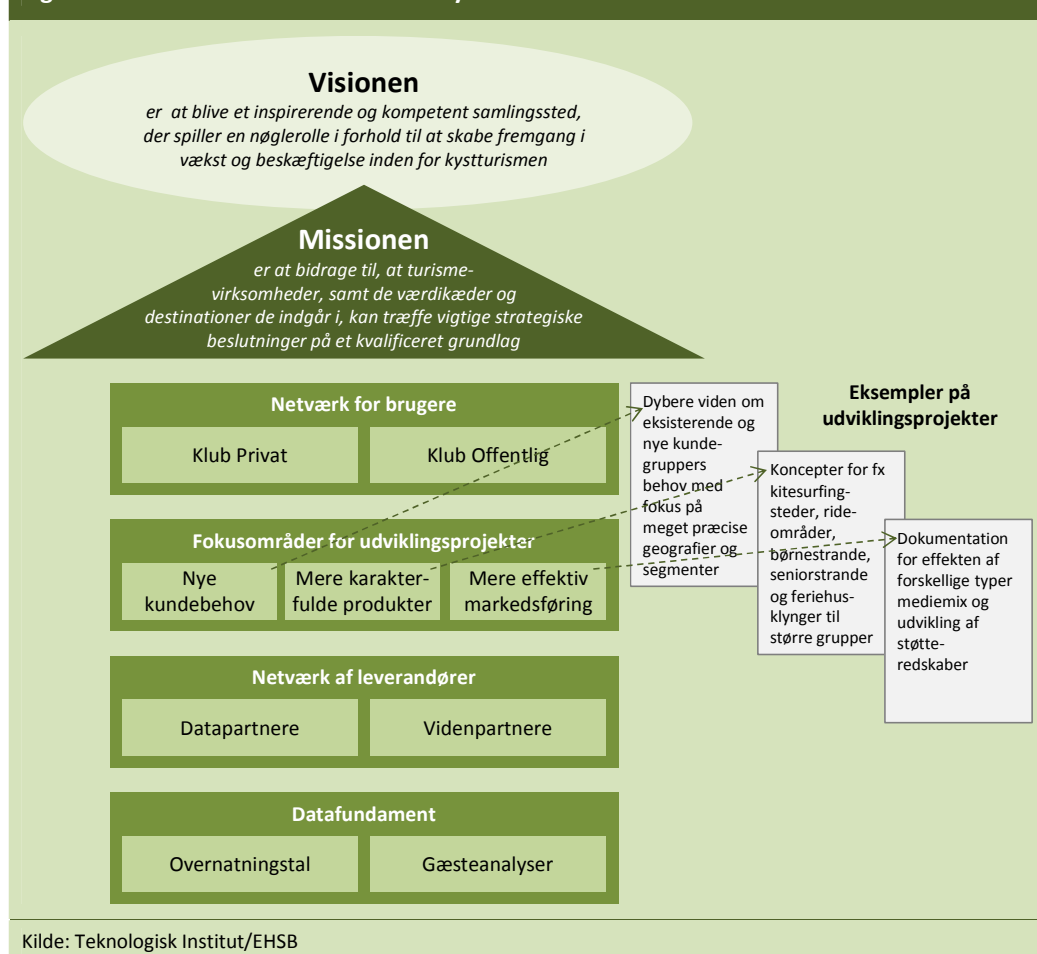 Visionen
er at blive et inspirerende og kompetent samlingssted,
der spiller en nøglerolle i forhold til at skabe fremgang i
vækst og beskæftigelse inden for kystturismen
Missionen
er at bidrage til, at turisme-
virksomheder, samt de værdikæder og
destinationer de indgår i, kan træffe vigtige strategiske
beslutninger på et kvalificeret grundlag
Netværk for brugere
Klub Privat
Klub Offentlig
Fokusområder for udviklingsprojekter
Nye
kundebehov
Mere karakter-
fulde produkter
Mere effektiv
markedsføring
Netværk af leverandører
Datapartnere
Videnpartnere
Datafundament
Overnatningstal
Gæsteanalyser
Eksempler på
udviklingsprojekter
Dybere viden om
eksisterende og
nye kunde-
gruppers
behov med
fokus på
meget præcise
geografier og
segmenter
Koncepter for fx
kitesurfing-
steder, ride-
områder,
børnestrande,
seniorstrande
og feriehus-
klynger til
større grupper
Dokumentation
for effekten af
forskellige typer
mediemix og
udvikling af
støtte-
redskaber
Kilde: Teknologisk Institut/EHSB